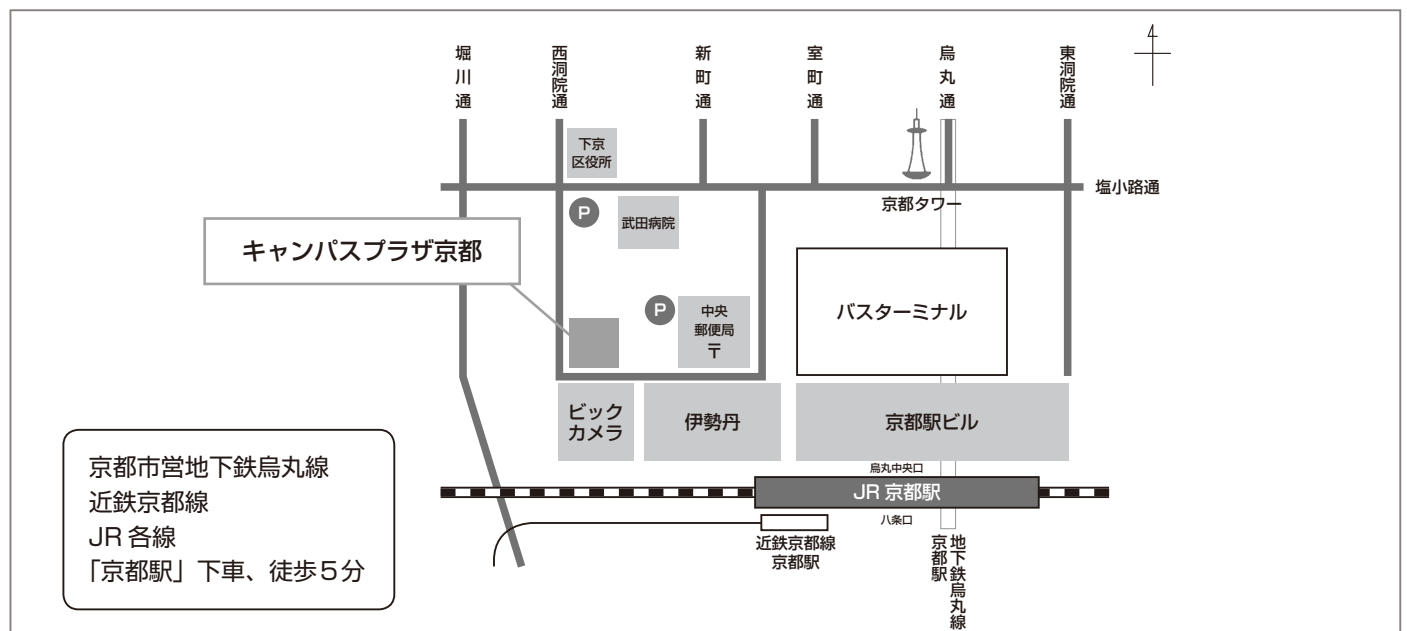 堀川通
西洞院通
新町通
室町通
烏丸通
東洞院通
下京
区役所
塩小路通
P
武田病院
京都タワー
キャンパスプラザ京都
P
中央
郵便局
〒
バスターミナル
ビック
カメラ
伊勢丹
京都駅ビル
烏丸中央口
JR 京都駅
八条口
近鉄京都線
京都駅
地下鉄烏丸線
京都駅
京都市営地下鉄烏丸線
近鉄京都線
JR 各線
「京都駅」下車、徒歩5分